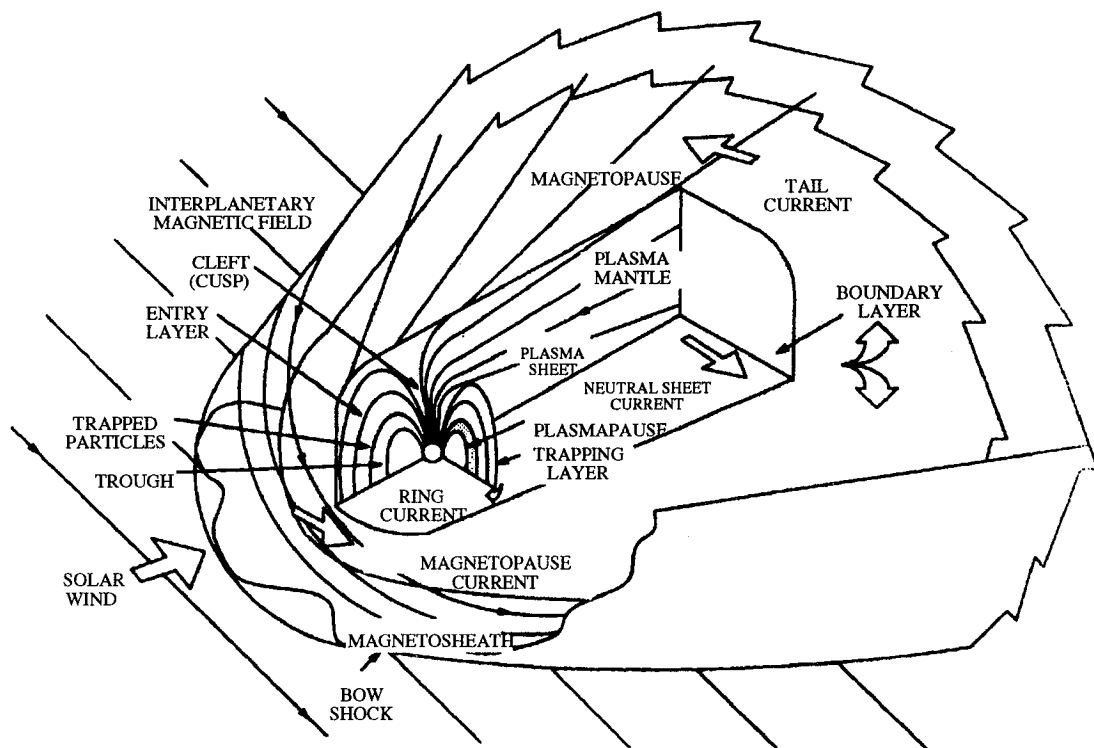 MAGNETOPAUSE
TAIL
CURRENT
INTERPLANETARY
MAGNETIC FIELD
CLEFT
(CUSP)
PLASMA
MANTLE
ENTRY
LAYER
BOUNDARY
LAYER
PLASMA
SHEET
NEUTRAL SHEET
CURRENT
TRAPPED
PARTICLES
PLASMAPAUSE
TRAPPING
LAYER
TROUGH
RING
CURRENT
MAGNETOPAUSE
CURRENT
SOLAR
WIND
MAGNETOSHEATH
BOW
SHOCK